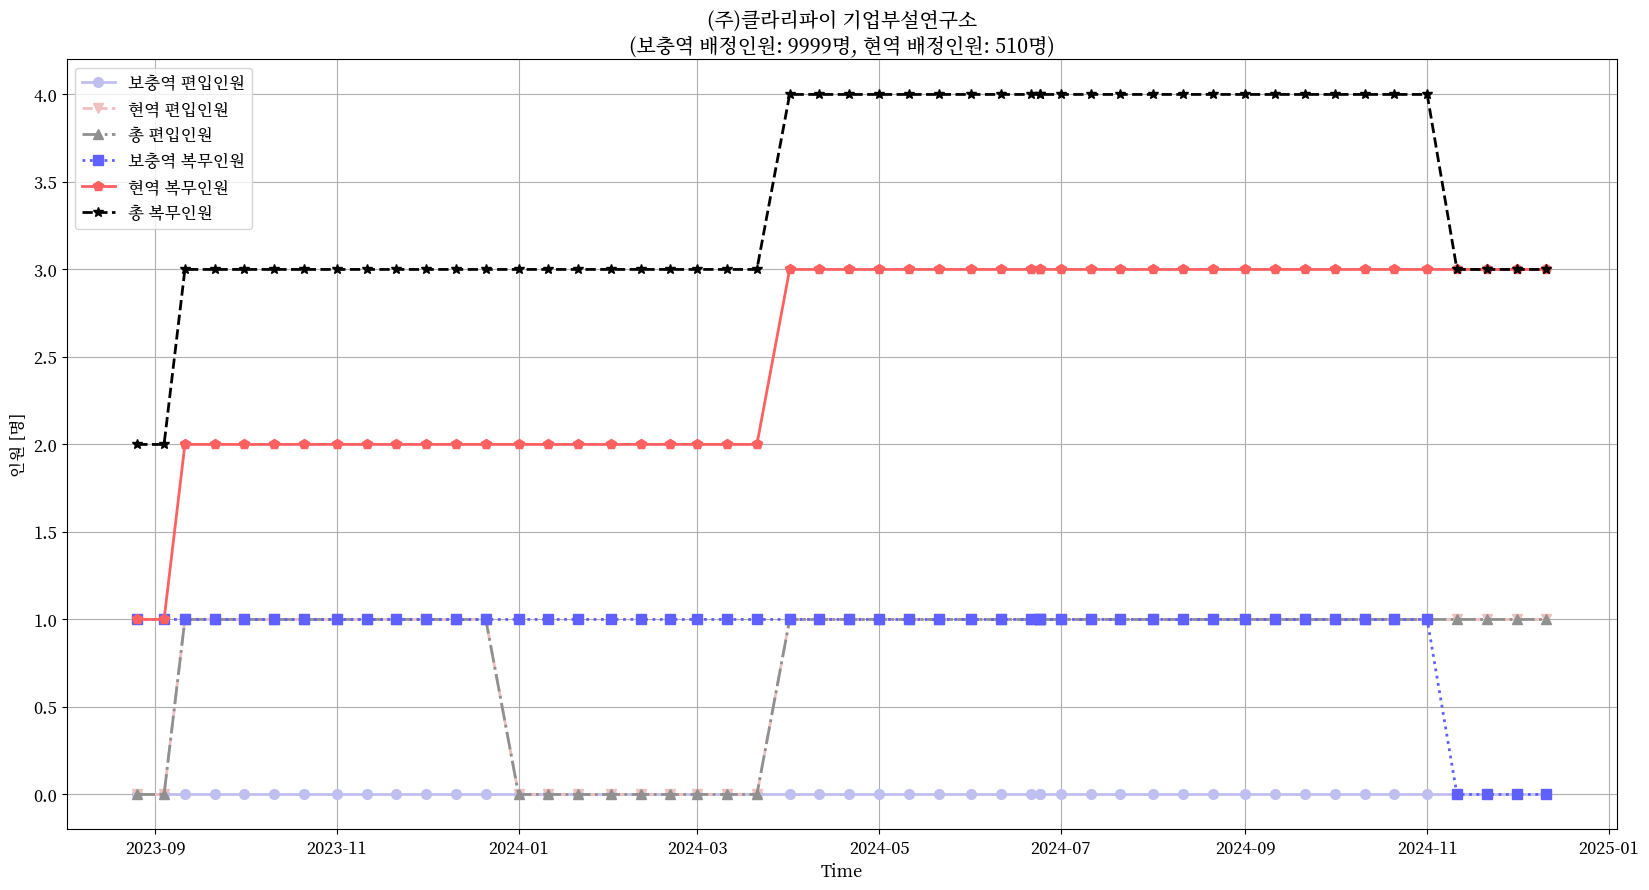 (주)클라리파이 기업부설연구소
(보충역 배정인원: 9999명, 현역 배정인원: 510명)
보충역 편입인원
현역 편입인원
총 편입인원
보충역 복무인원
현역 복무인원
총 복무인원
인원 [명]
4.0
3.5
3.0
2.5
2.0
1.5
1.0
0.5
0.0
2023-09
2023-11
2024-01
2024-03
2024-05
2024-07
2024-09
2024-11
2025-01
Time